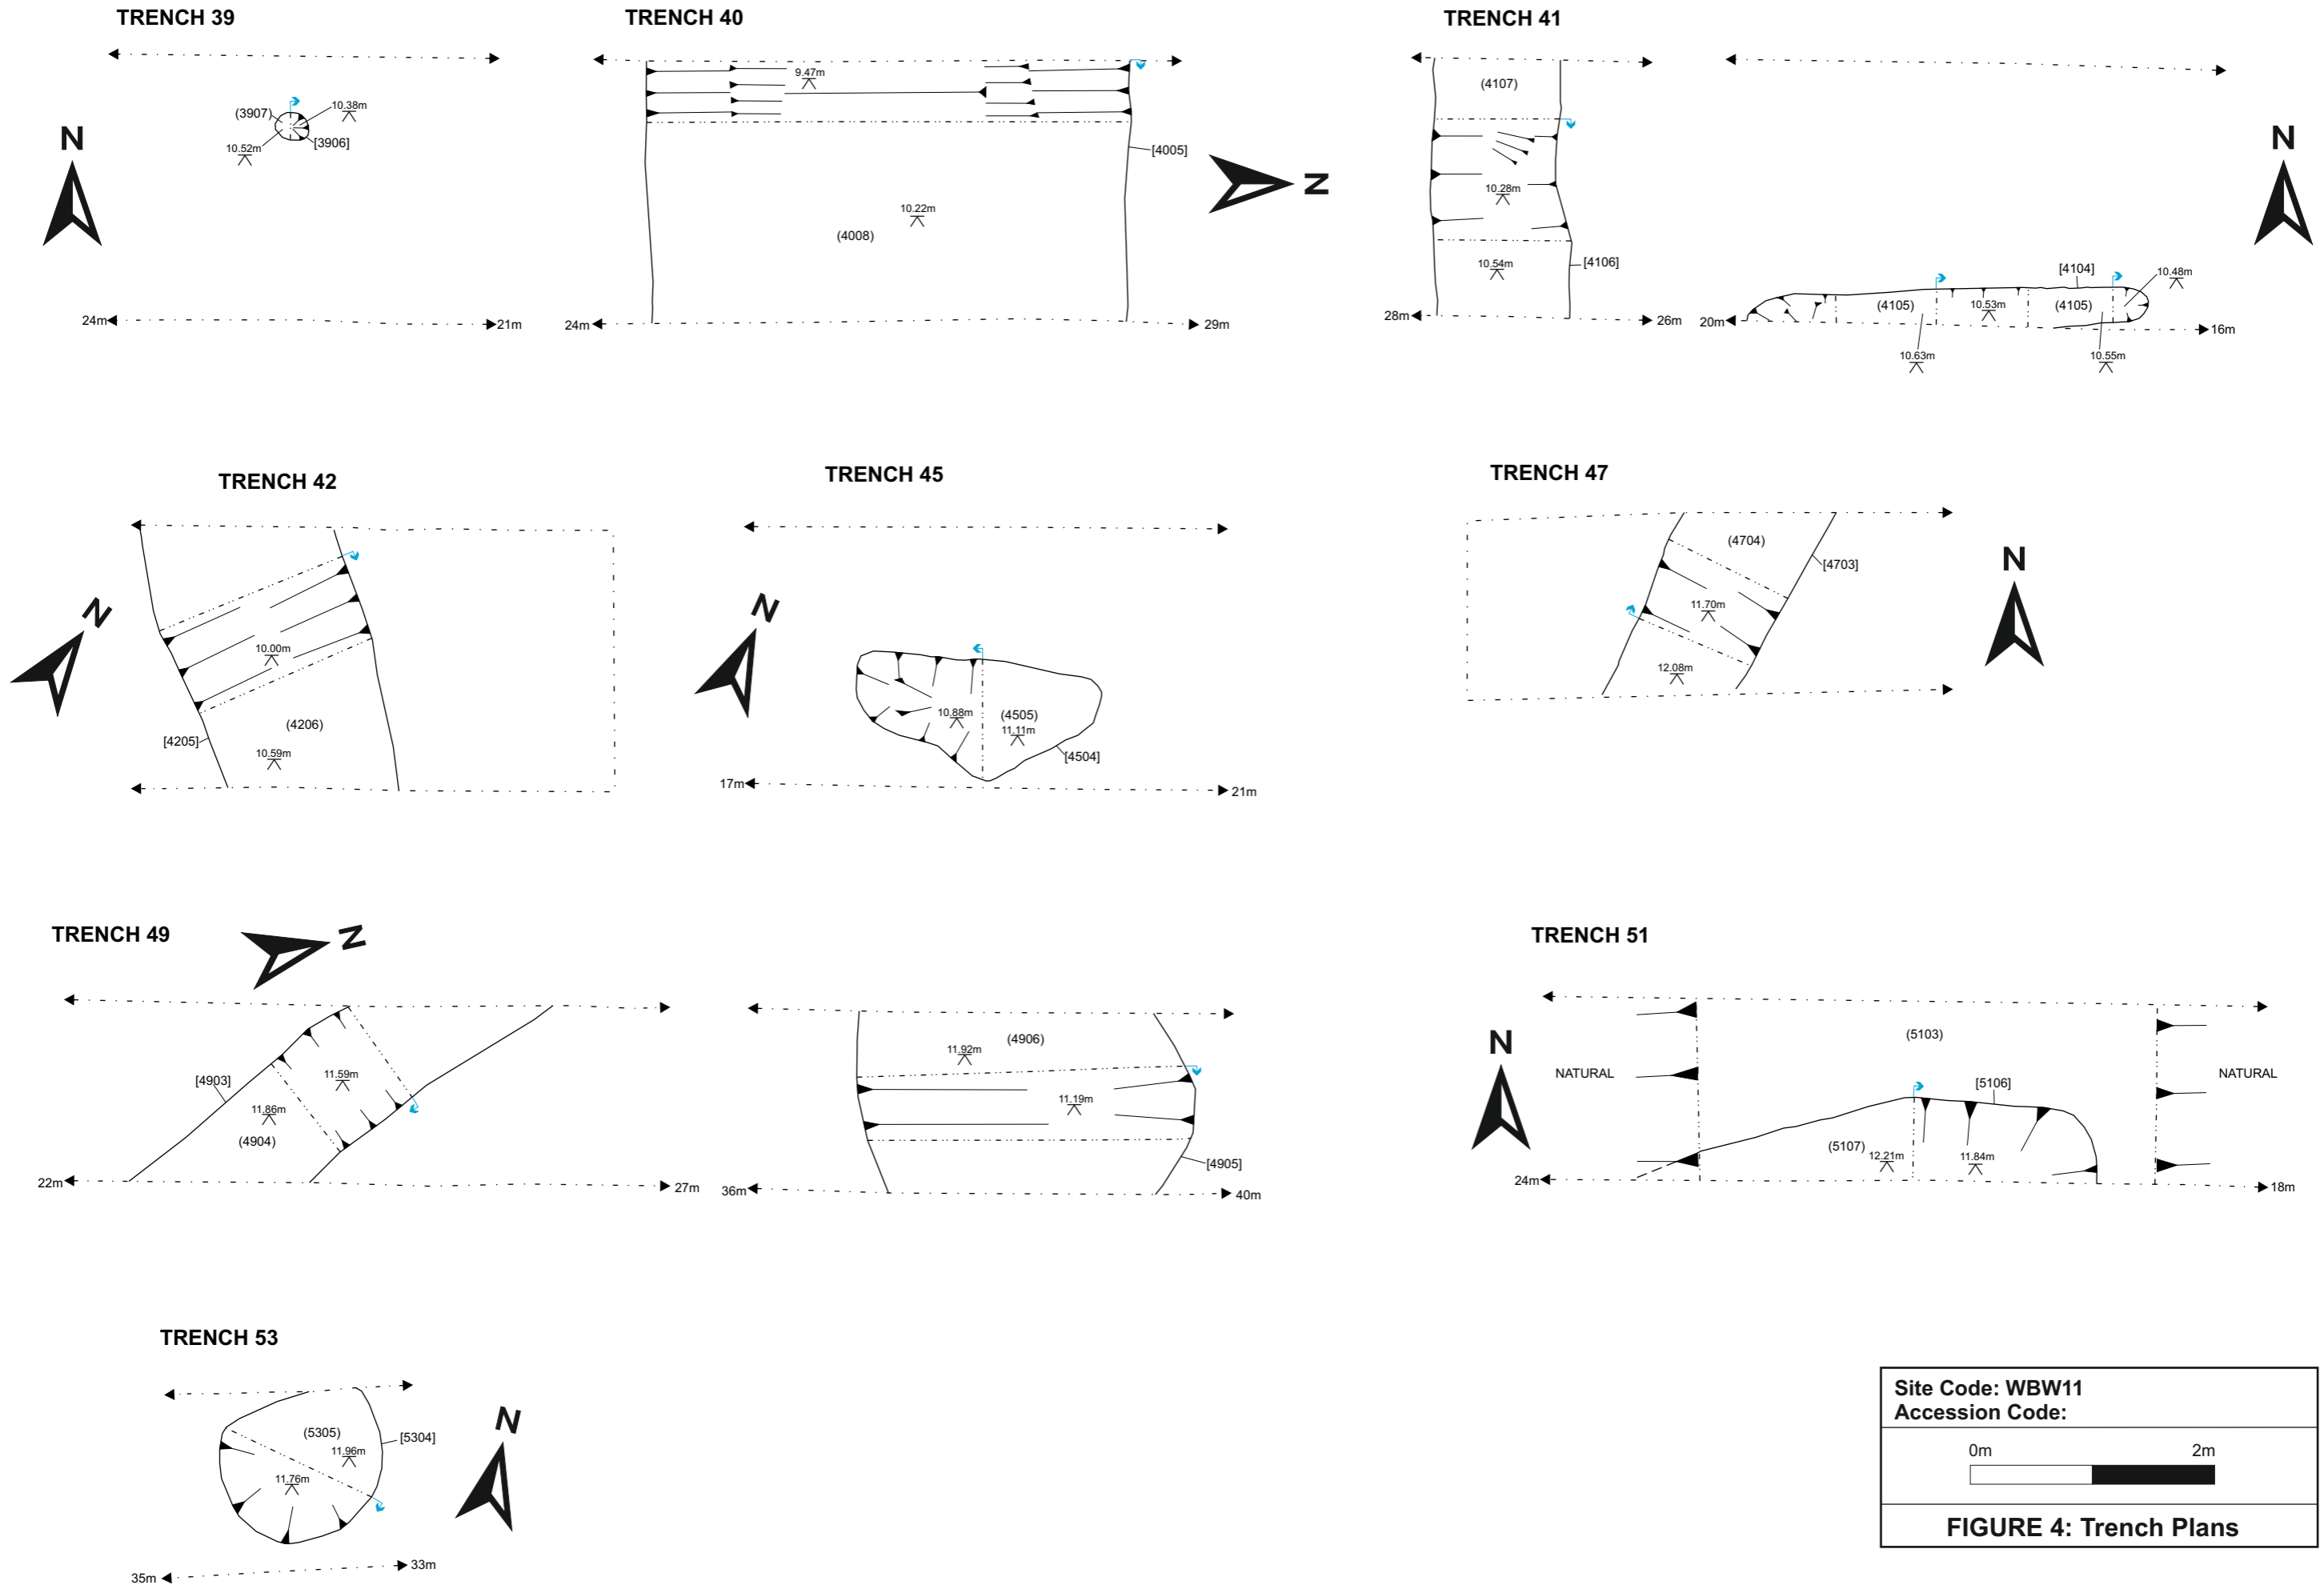 TRENCH 39
N
(3907)
10.38m
[3906]
10.52m
24m
21m
TRENCH 40
9.47m
[4005]
10.22m
(4008)
24m
29m
N
TRENCH 41
(4107)
10.28m
10.54m
[4106]
28m
26m
[4104]
10.48m
(4105)
10.53m
(4105)
20m
16m
10.63m
10.55m
N
TRENCH 42
N
10.00m
(4206)
[4205]
10.59m
TRENCH 45
N
10.88m
(4505)
11.11m
[4504]
17m
21m
TRENCH 47
(4704)
[4703]
11.70m
12.08m
N
TRENCH 49
N
[4903]
11.59m
11.86m
(4904)
22m
27m
(4906)
11.92m
11.19m
[4905]
36m
40m
TRENCH 51
N
(5103)
NATURAL
NATURAL
[5106]
(5107)
12.21m
11.84m
24m
18m
TRENCH 53
(5305)
[5304]
11.96m
11.76m
N
35m
33m
Site Code: WBW11
Accession Code:
0m 2m
FIGURE 4: Trench Plans